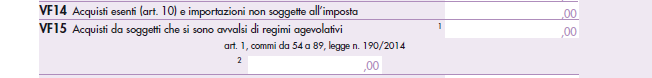 VF14 Acquisti esenti (art. 10) e importazioni non soggette all'imposta ,00
VF15 Acquisti da soggetti che si sono avvalsi di regimi agevolativi 1 ,00
art. 1, commi da 54 a 89, legge n. 190/2014
2 ,00